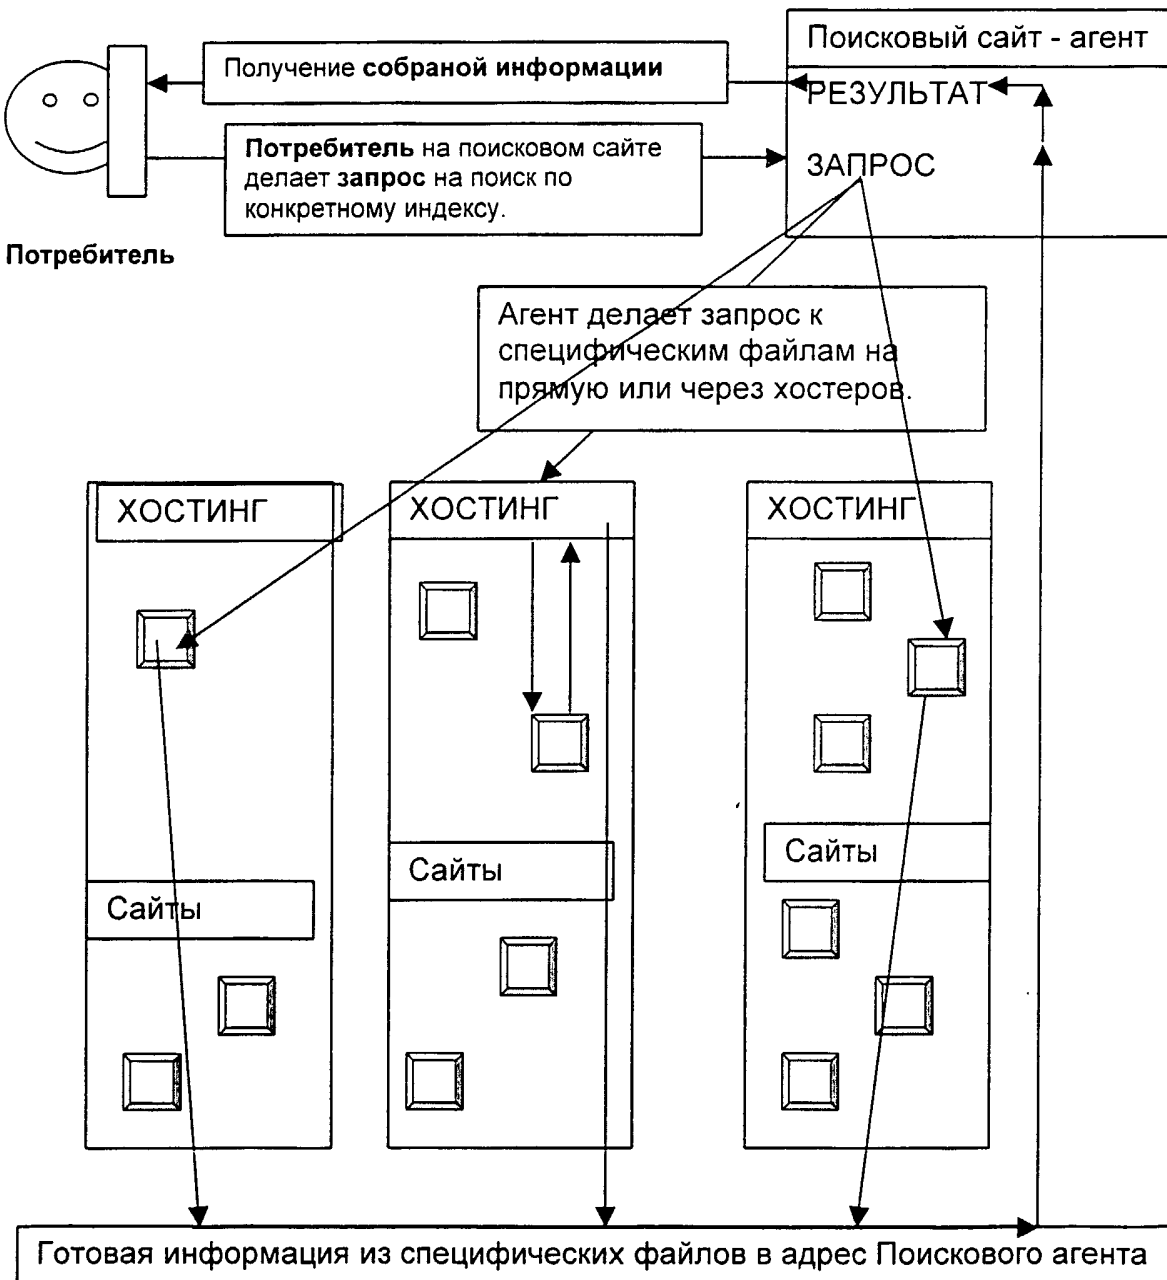 Поисковый сайт - агент
Получение собраной информации
РЕЗУЛЬТАТ
Потребитель на поисковом сайте
делает запрос на поиск по
конкретному индексу.
ЗАПРОС
Потребитель
Агент делает запрос к
специфическим файлам на
прямую или через хостеров.
ХОСТИНГ
ХОСТИНГ
ХОСТИНГ
Сайты
Сайты
Сайты
Готовая информация из специфических файлов в адрес Поискового агента